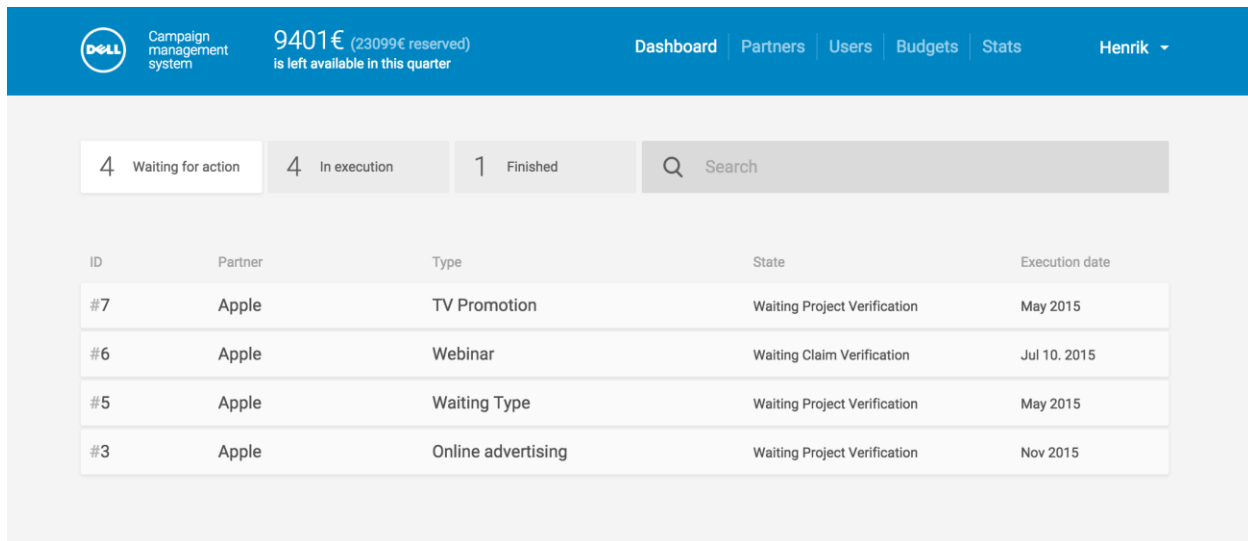 DELL
Campaign
management
system
9401€ (23099€ reserved)
is left available in this quarter
Dashboard Partners Users Budgets Stats Henrik
4 Waiting for action 4 In execution 1 Finished Search
ID Partner Type State Execution date
#7 Apple TV Promotion Waiting Project Verification May 2015
#6 Apple Webinar Waiting Claim Verification Jul 10. 2015
#5 Apple Waiting Type Waiting Project Verification May 2015
#3 Apple Online advertising Waiting Project Verification Nov 2015